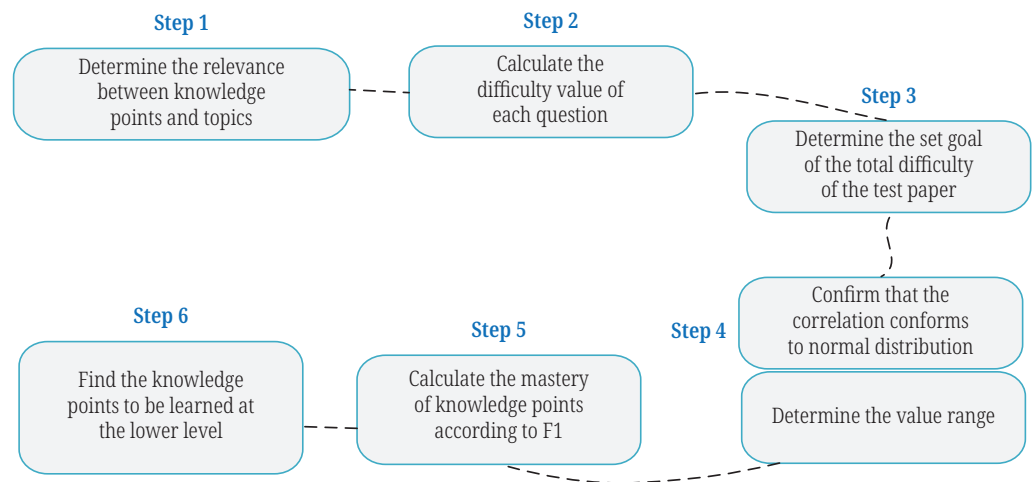 Step 1
Determine the relevance
between knowledge
points and topics
Step 2
Calculate the
difficulty value of
each question
Step 3
Determine the set goal
of the total difficulty
of the test paper
Step 4
Confirm that the
correlation conforms
to normal distribution
Determine the value range
Step 5
Calculate the mastery
of knowledge points
according to F1
Step 6
Find the knowledge
points to be learned at
the lower level